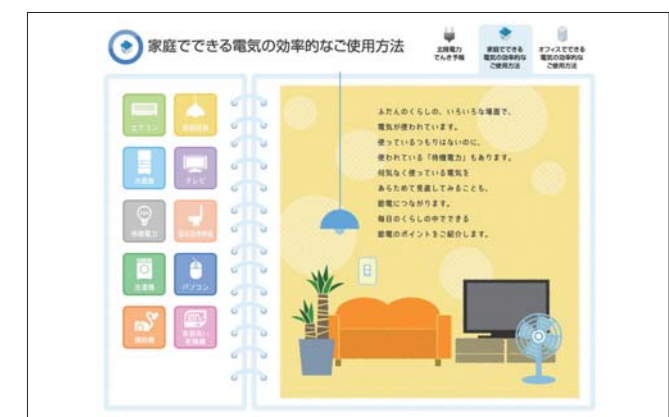 家庭でできる電気の効率的なご使用方法
北陸電力
でんき予報
家庭でできる
電気の効率的な
ご使用方法
オフィスでできる
電気の効率的な
ご使用方法
エアコン
照明器具
冷蔵庫
テレビ
待機電力
温水洗浄便座
洗濯機
パソコン
掃除機
食器洗い
乾燥機
ふだんのくらしの、いろいろな場面で、
電気が使われています。
使っているつもりはないのに、
使われている「待機電力」もあります。
何気なく使っている電気を
あらためて見直してみることも、
節電につながります。
毎日のくらしの中でできる
節電のポイントをご紹介します。